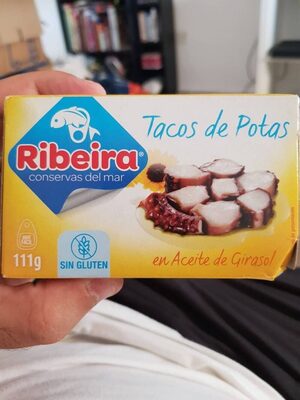 Ribeira®
conservas del mar
Tacos de Potas
en Aceite de Girasol
111g
SIN GLUTEN